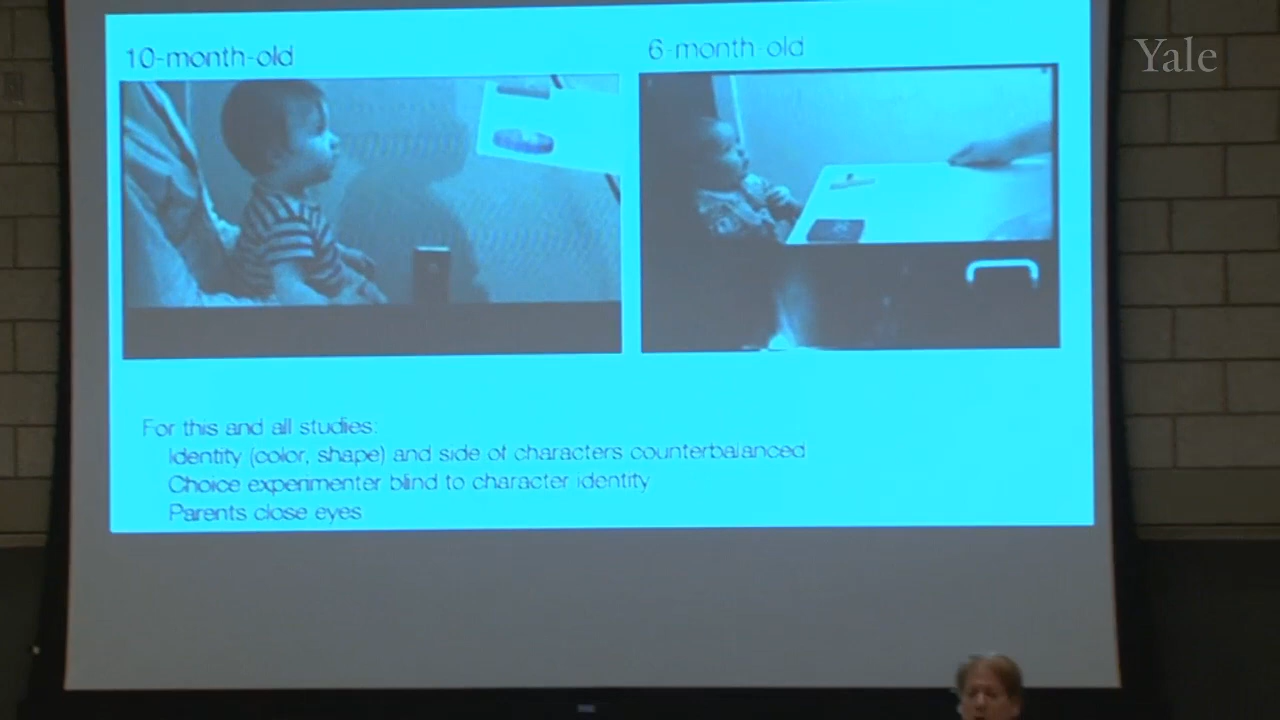 Yale
10-month-old
6-month-old
For this and all studies:
Identity (color, shape) and side of characters counterbalanced
Choice experimenter blind to character identity
Parents close eyes